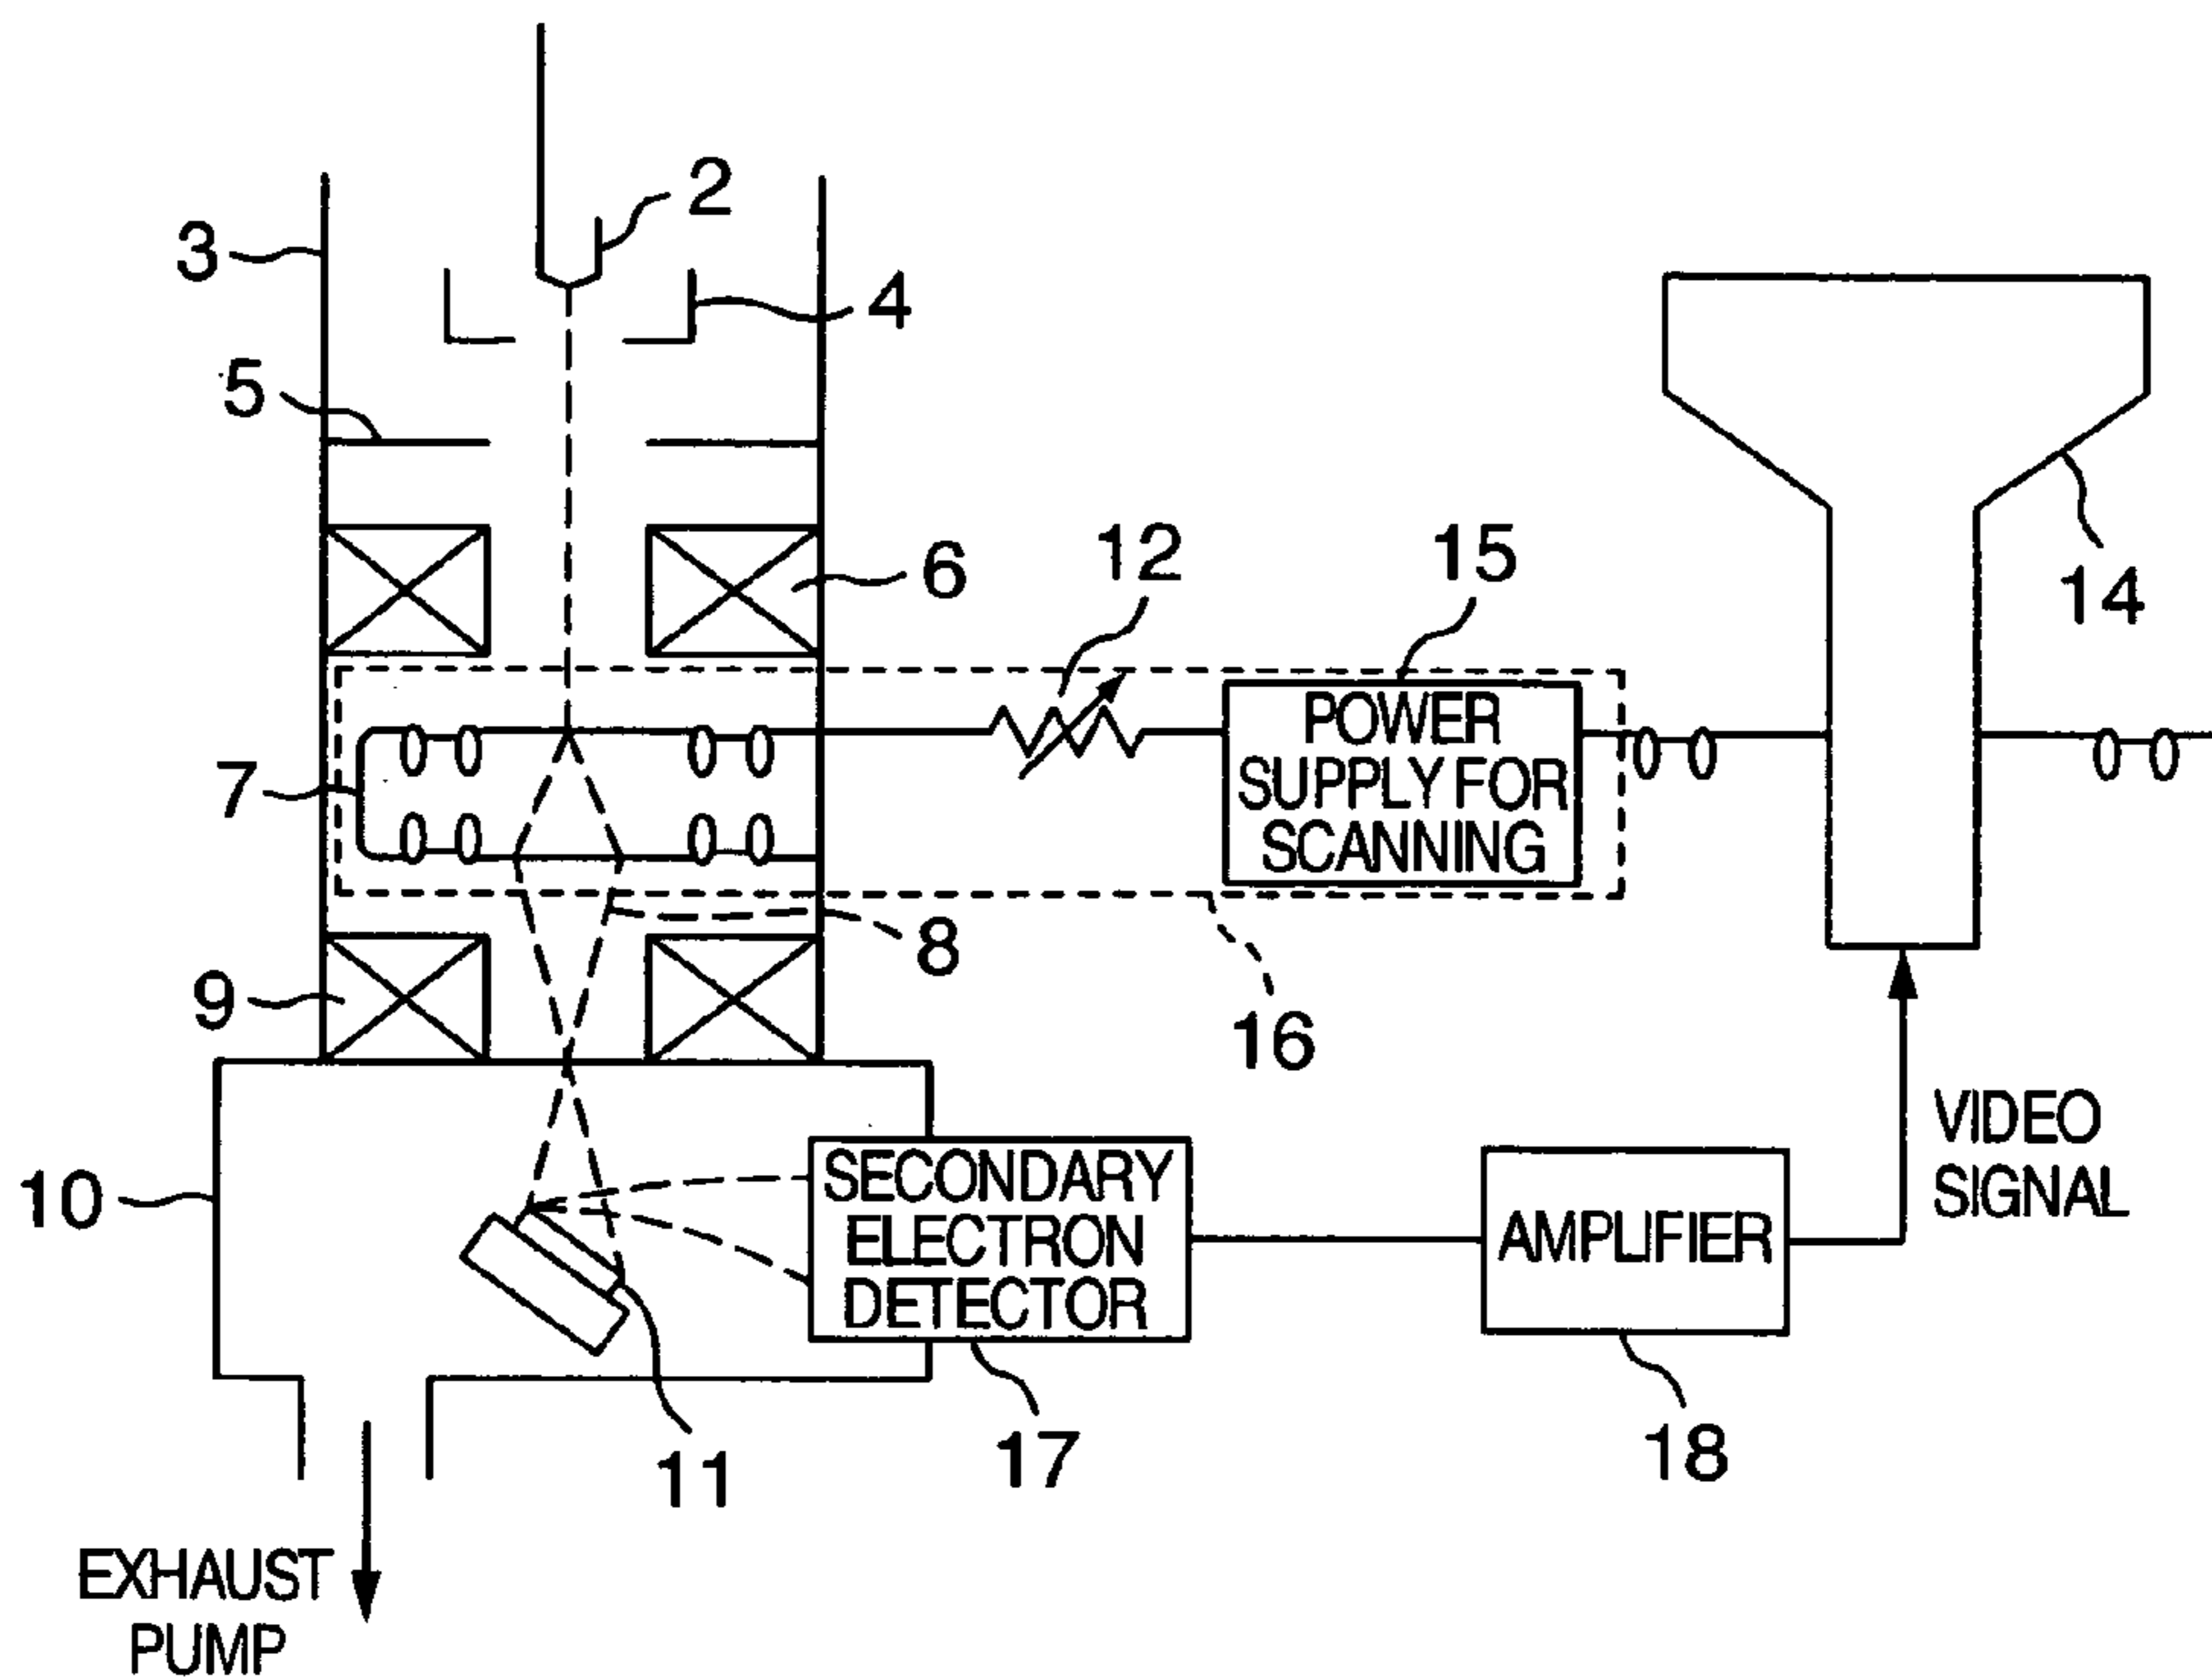 2
3
4
5
6
12
15
14
POWER
SUPPLY FOR
SCANNING
7
8
9
16
VIDEO
SIGNAL
10
SECONDARY
ELECTRON
DETECTOR
AMPLIFIER
11
17
18
EXHAUST
PUMP